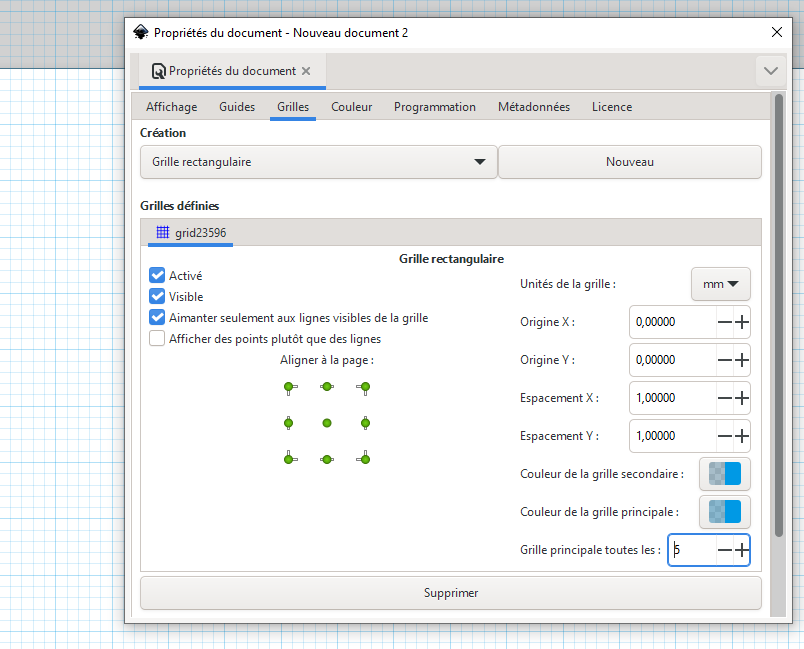 Propriétés du document - Nouveau document 2
Propriétés du document
Affichage Guides Grilles Couleur Programmation Métadonnées Licence
Création
Grille rectangulaire Nouveau
Grilles définies
grid23596
Grille rectangulaire
Activé
Visible
Aimanter seulement aux lignes visibles de la grille
Afficher des points plutôt que des lignes
Aligner à la page :
Unités de la grille : mm
Origine X : 0,00000
Origine Y : 0,00000
Espacement X : 1,00000
Espacement Y : 1,00000
Couleur de la grille secondaire :
Couleur de la grille principale :
Grille principale toutes les : 5
Supprimer